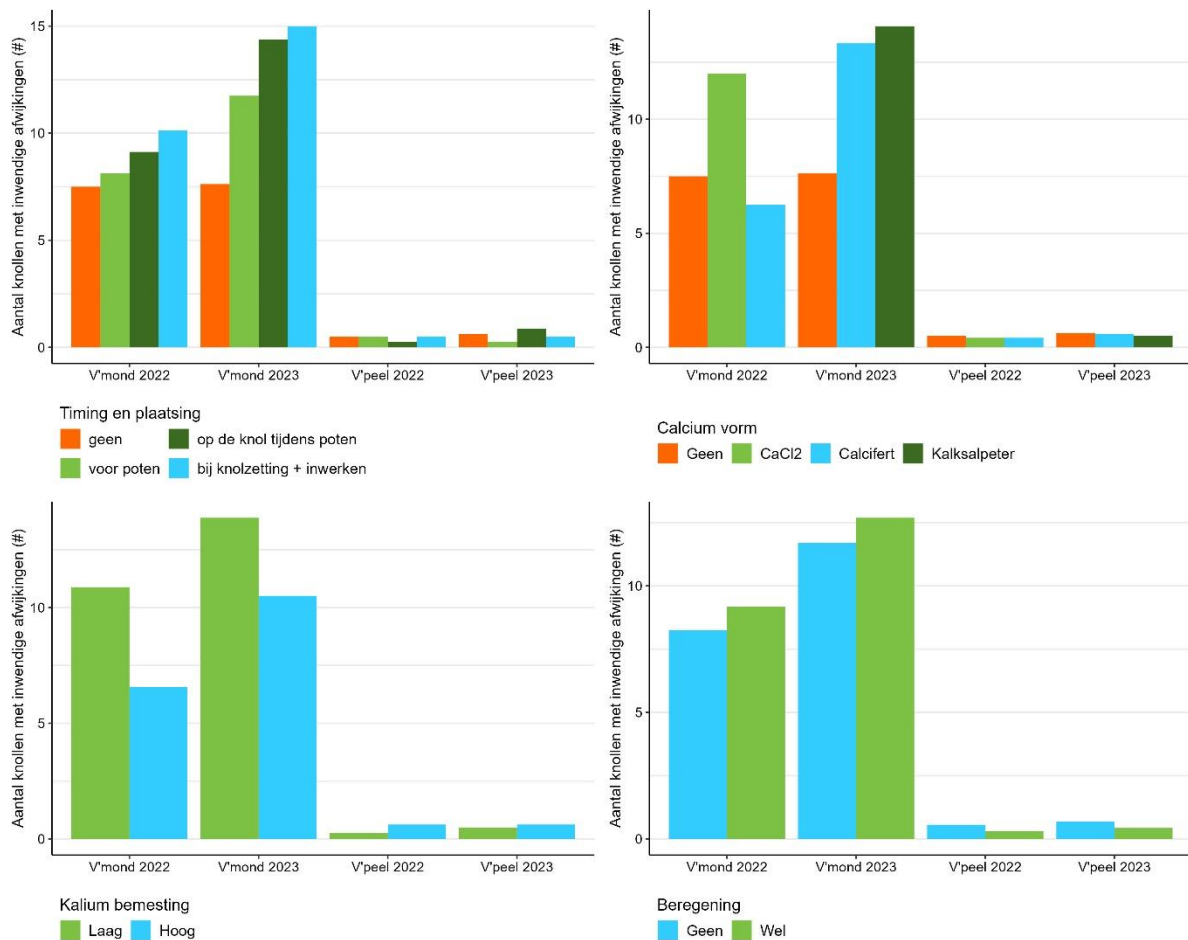 Aantal knollen met inwendige afwijkingen (#)
15
10
5
0
V'mond 2022 V'mond 2023 V'peel 2022 V'peel 2023
Timing en plaatsing
geen op de knol tijdens poten
voor poten bij knolzetting + inwerken
Aantal knollen met inwendige afwijkingen (#)
10
5
0
V'mond 2022 V'mond 2023 V'peel 2022 V'peel 2023
Calcium vorm
Geen CaCl2 Calcifert Kalksalpeter
Aantal knollen met inwendige afwijkingen (#)
10
5
0
V'mond 2022 V'mond 2023 V'peel 2022 V'peel 2023
Kalium bemesting
Laag Hoog
Aantal knollen met inwendige afwijkingen (#)
10
5
0
V'mond 2022 V'mond 2023 V'peel 2022 V'peel 2023
Beregening
Geen Wel